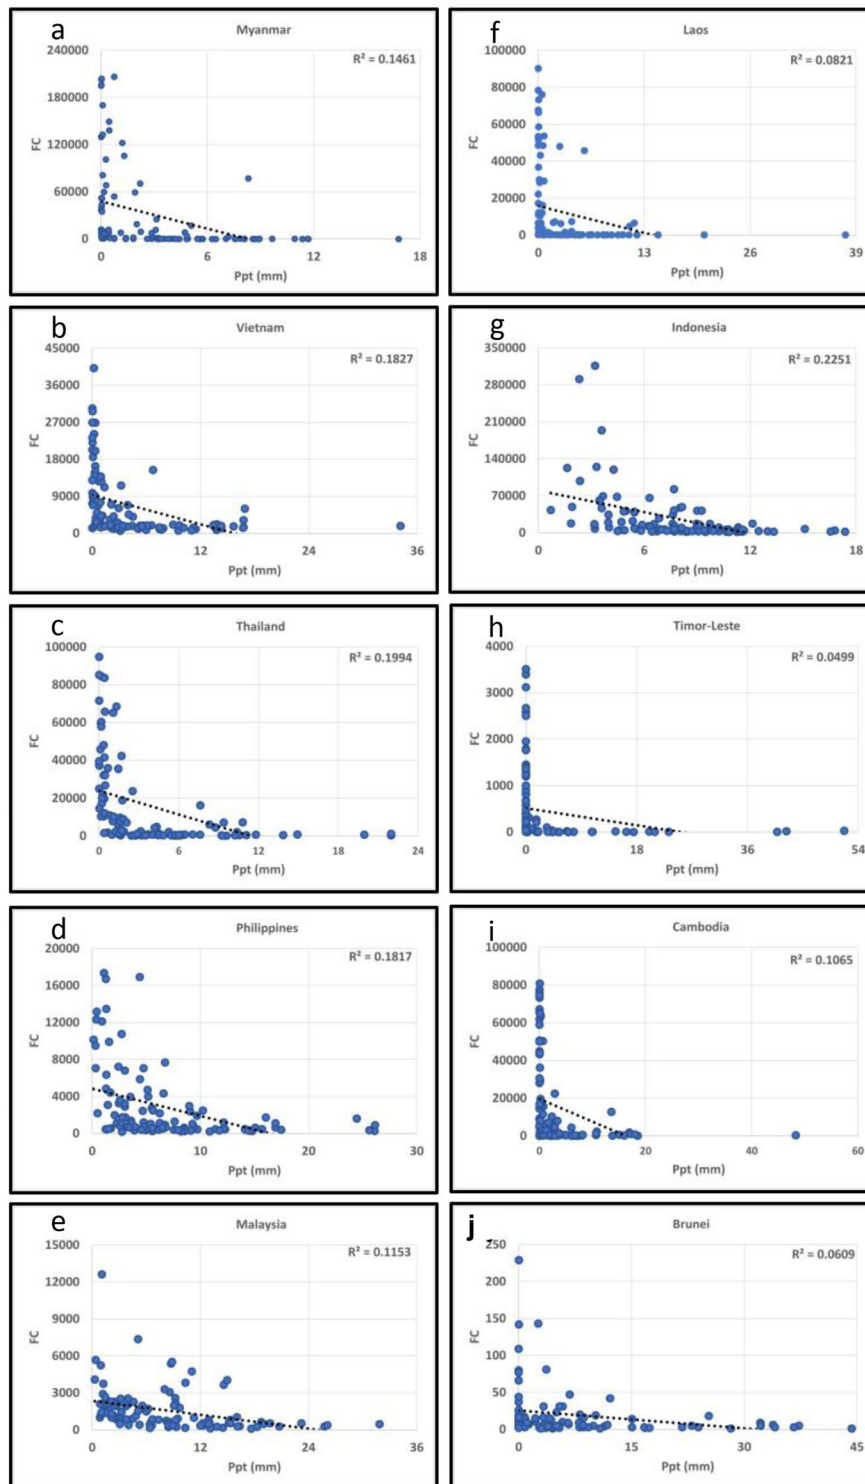 a
Myanmar
R² = 0.1461
240000
180000
120000
60000
0
FC
0
6
12
18
Ppt (mm)
b
Vietnam
R² = 0.1827
45000
36000
27000
18000
9000
0
FC
0
12
24
36
Ppt (mm)
c
Thailand
R² = 0.1994
100000
80000
60000
40000
20000
0
FC
0
6
12
18
24
Ppt (mm)
d
Philippines
R² = 0.1817
20000
16000
12000
8000
4000
0
FC
0
10
20
30
Ppt (mm)
e
Malaysia
R² = 0.1153
15000
12000
9000
6000
3000
0
FC
0
12
24
36
Ppt (mm)
f
Laos
R² = 0.0821
100000
80000
60000
40000
20000
0
FC
0
13
26
39
Ppt (mm)
g
Indonesia
R² = 0.2251
350000
280000
210000
140000
70000
0
FC
0
6
12
18
Ppt (mm)
h
Timor-Leste
R² = 0.0499
4000
3000
2000
1000
0
FC
0
18
36
54
Ppt (mm)
i
Cambodia
R² = 0.1065
100000
80000
60000
40000
20000
0
FC
0
20
40
60
Ppt (mm)
j
Brunei
R² = 0.0609
250
200
150
100
50
0
FC
0
15
30
45
Ppt (mm)